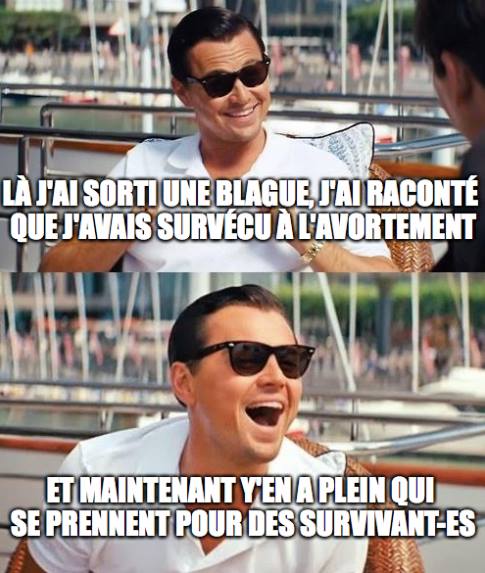 LÀ J'AI SORTI UNE BLAGUE, J'AI RACONTÉ
QUE J'AVAIS SURVÉCU À L'AVORTEMENT
ET MAINTENANT Y'EN A PLEIN QUI
SE PRENNENT POUR DES SURVIVANT-ES